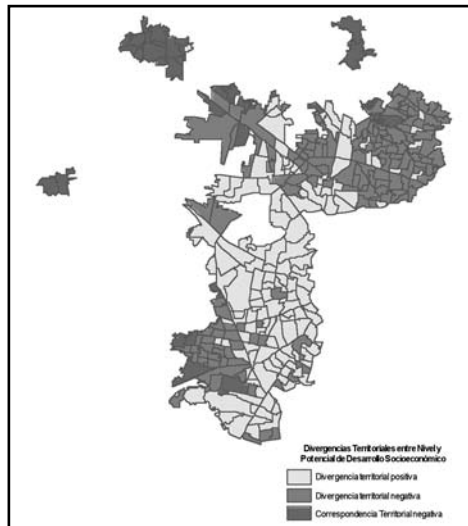 Divergencias Territoriales entre Nivel y
Potencial de Desarrollo Socioeconómico
Divergencia territorial positiva
Divergencia territorial negativa
Correspondencia Territorial negativa